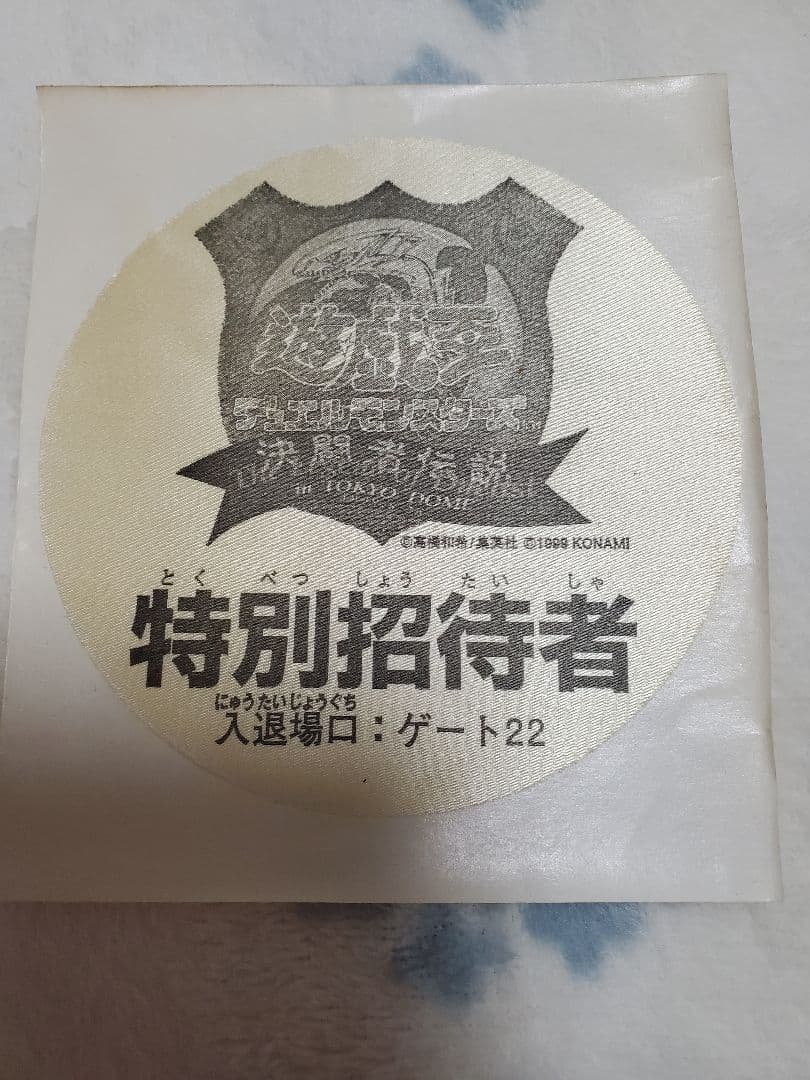 遊戯王
デュエルモンスターズ
決闘者伝説
in TOKYO DOME
©高橋和希/集英社 ©1999 KONAMI
とくべつしょうたいしゃ
特別招待者
にゅうたいじょうぐち
入退場口：ゲート22